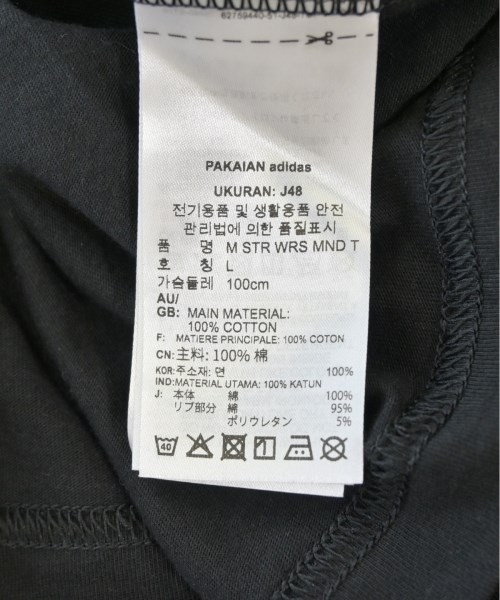 62759440-51-J48-
PAKAIAN adidas
UKURAN: J48
전기용품 및 생활용품 안전
관리법에 의한 품질표시
품 명 M STR WRS MND T
호 칭 L
가슴둘레 100cm
AU/
GB: MAIN MATERIAL:
100% COTTON
F: MATIERE PRINCIPALE: 100% COTON
CN: 主料: 100% 棉
KOR: 주소재: 면 100%
IND: MATERIAL UTAMA: 100% KATUN
J: 本体 綿 100%
リブ部分 綿 95%
ポリウレタン 5%
40